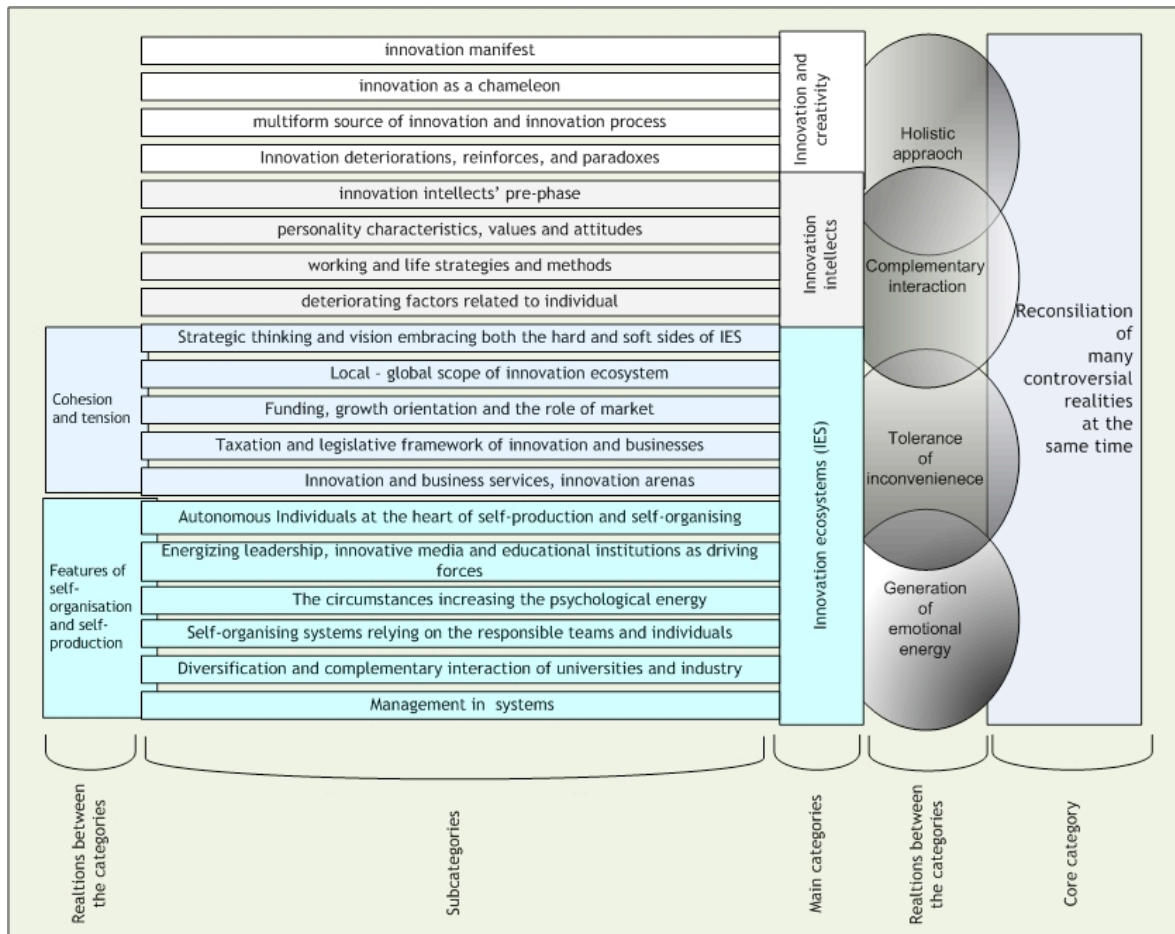 innovation manifest
innovation as a chameleon
multiform source of innovation and innovation process
Innovation deteriorations, reinforces, and paradoxes
innovation intellects’ pre-phase
personality characteristics, values and attitudes
working and life strategies and methods
deteriorating factors related to individual
Cohesion
and tension
Strategic thinking and vision embracing both the hard and soft sides of IES
Local - global scope of innovation ecosystem
Funding, growth orientation and the role of market
Taxation and legislative framework of innovation and businesses
Innovation and business services, innovation arenas
Features of
self-
organisation
and self-
production
Autonomous Individuals at the heart of self-production and self-organising
Energizing leadership, innovative media and educational institutions as driving
forces
The circumstances increasing the psychological energy
Self-organising systems relying on the responsible teams and individuals
Diversification and complementary interaction of universities and industry
Management in systems
Innovation and
creativity
Innovation
intellects
Innovation ecosystems (IES)
Holistic
appraoch
Complementary
interaction
Tolerance
of
inconvenienece
Generation
of
emotional
energy
Reconsiliation
of
many
controversial
realities
at the
same time
Realtions between
the categories
Subcategories
Main categories
Realtions between
the categories
Core category